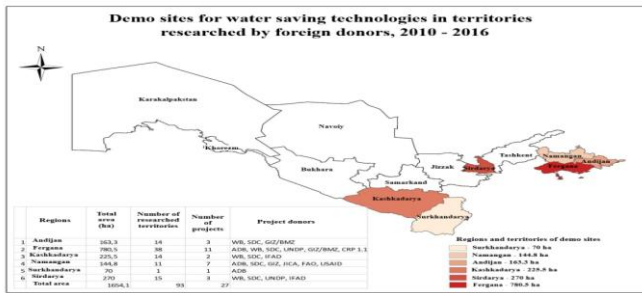 Demo sites for water saving technologies in territories
researched by foreign donors, 2010 - 2016
N
Karakalpakstan
Khorezm
Navoiy
Bukhara
Samarkand
Jizzak
Sirdarya
Tashkent
Namangan
Andijan
Fergana
Kashkadarya
Surkhandarya
Regions Total area (ha) Number of researched territories Number of projects Project donors
1 Andijan 163,3 14 3 WB, SDC, GIZ/BMZ
2 Fergana 780,5 38 11 ADB, WB, SDC, UNDP, GIZ/BMZ, CRP 1.1
3 Kashkadarya 225,5 14 2 WB, SDC, IFAD
4 Namangan 144,8 11 7 ADB, SDC, GIZ, JICA, FAO, USAID
5 Surkhandarya 70 1 1 ADB
6 Sirdarya 270 15 3 WB, SDC, UNDP, IFAD
Total area 1654,1 93 27
Regions and territories of demo sites
Surkhandarya - 70 ha
Namangan - 144.8 ha
Andijan - 163.3 ha
Kashkadarya - 225.5 ha
Sirdarya - 270 ha
Fergana - 780.5 ha